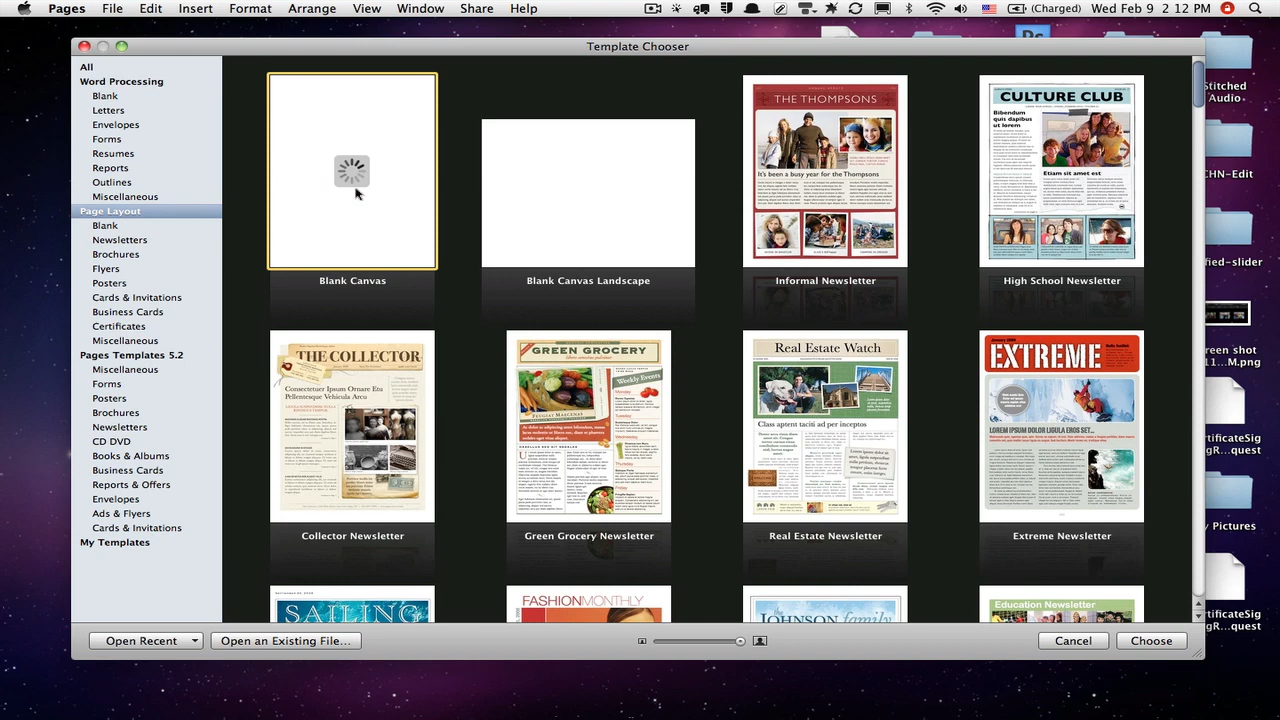 Pages File Edit Insert Format Arrange View Window Share Help (Charged) Wed Feb 9 2:12 PM
Template Chooser
All
Word Processing
Blank
Letters
Envelopes
Forms
Resumes
Reports
Outlines
Miscellaneous
Page Layout
Blank
Newsletters
Brochures
Flyers
Posters
Cards & Invitations
Business Cards
Certificates
Miscellaneous
Pages Templates 5.2
Miscellaneous
Forms
Posters
Brochures
Newsletters
CD DVD
Books & Albums
Business Cards
Reports & Offers
Envelopes
Ads & Flyers
Cards & Invitations
My Templates
THE THOMPSONS
It's been a busy year for the Thompsons
CULTURE CLUB
Bibendum
quis dapibus
ut lorem
Etiam sit amet est
Blank Canvas
Blank Canvas Landscape
Informal Newsletter
High School Newsletter
THE COLLECTOR
Consectetuer Ipsum Ornare Etu
Pellentesque Vehicula Arcu
GREEN GROCERY
Weekly Events
Feugiat Maecenas
Real Estate Watch
Class aptent taciti ad per inceptos
EXTREME
LOREM IPSUM DOLOR LIGULA EROS SET...
Collector Newsletter
Green Grocery Newsletter
Real Estate Newsletter
Extreme Newsletter
SAILING
FASHIONMONTHLY
JOHNSON family
Education Newsletter
Open Recent
Open an Existing File...
Cancel
Choose
Ps
Stitched
Audio
CHN-Edit
fied-slider
reen shot
11...M.png
rtificateSig
gR...quest
y Pictures
rtificateSig
gR...quest